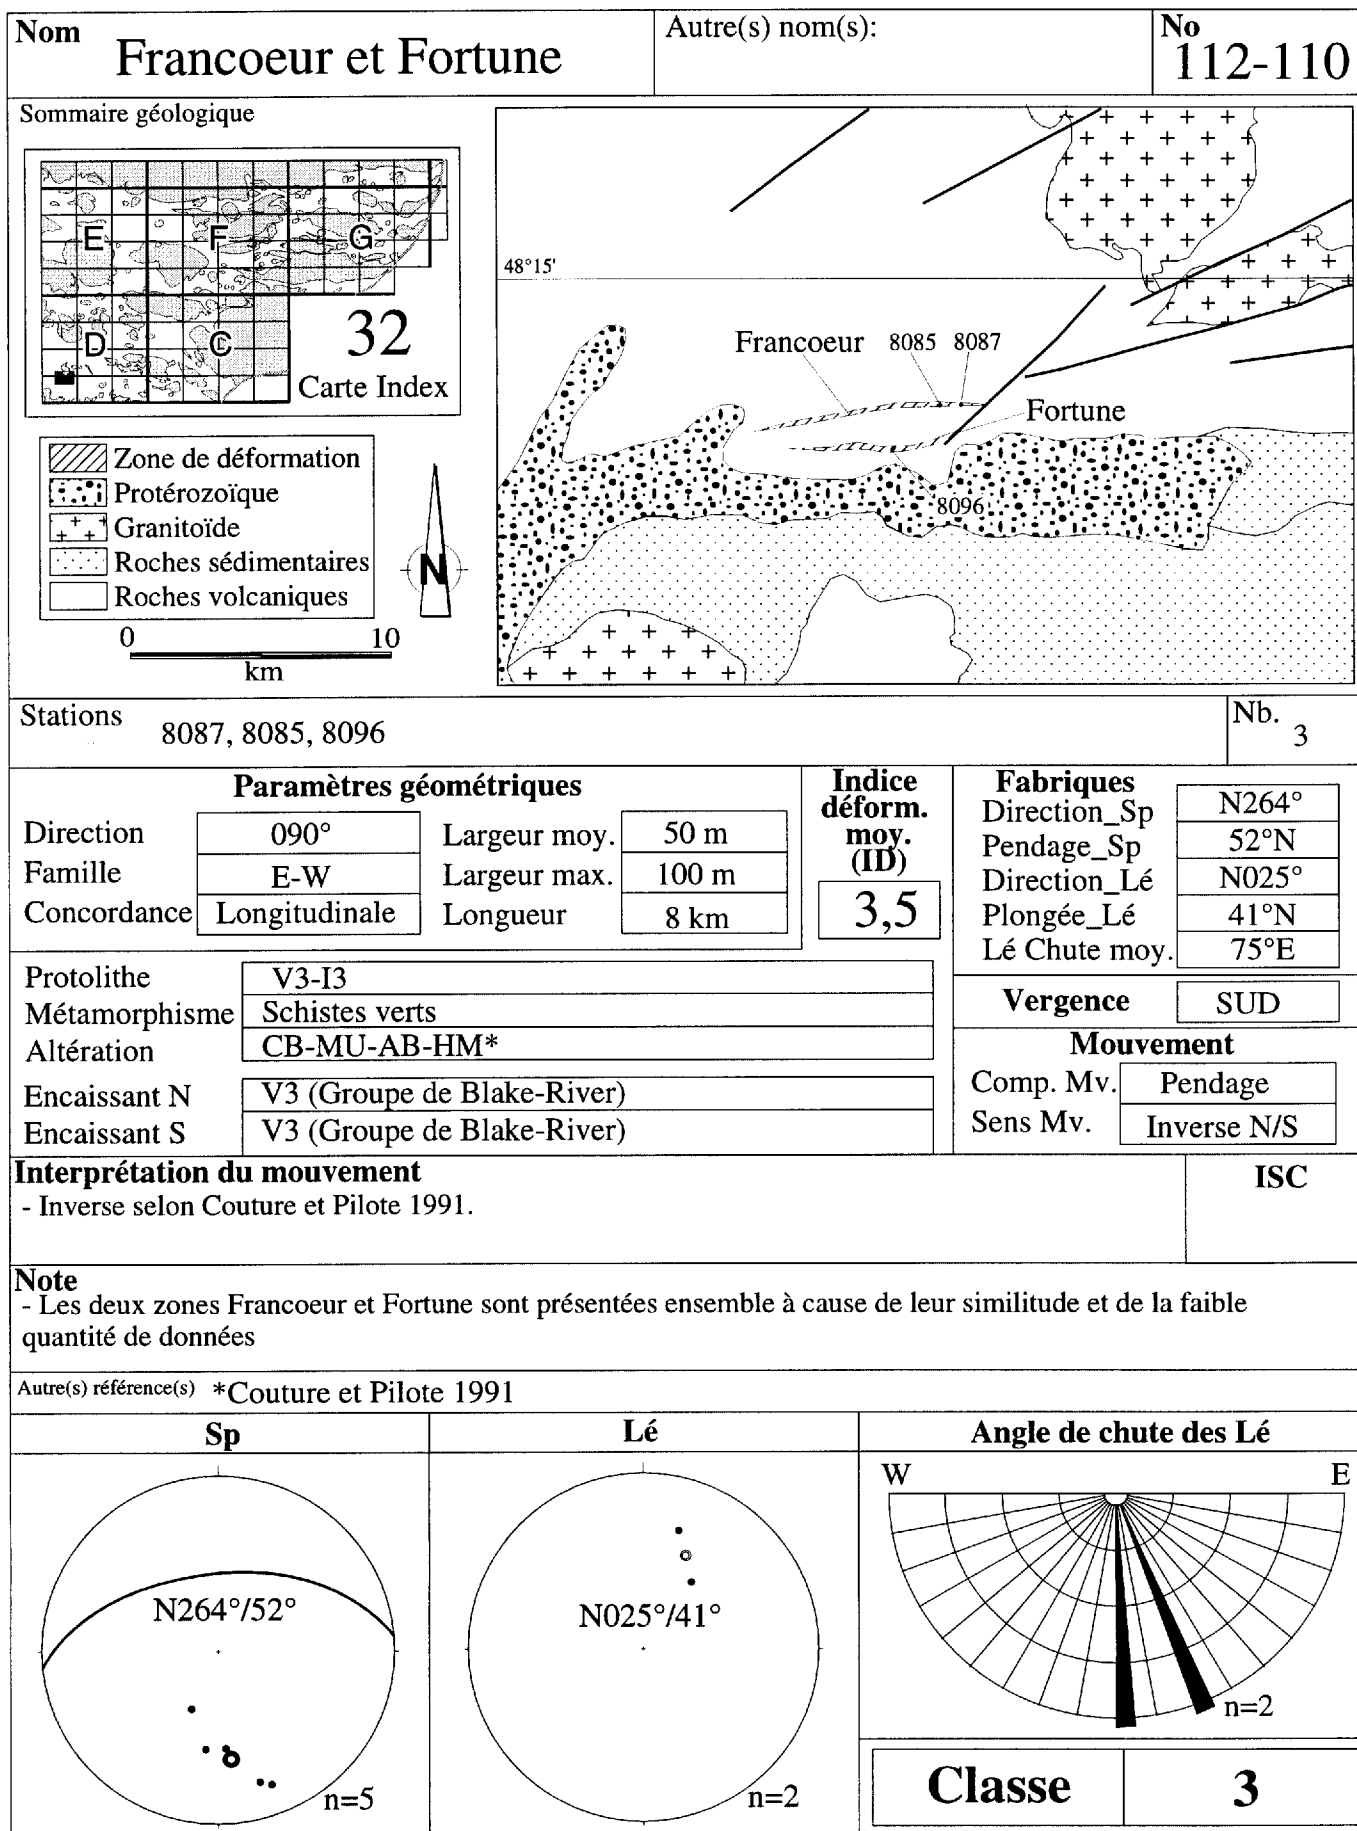 Nom
Francoeur et Fortune
Autre(s) nom(s):
No
112-110
Sommaire géologique
E
F
G
D
C
32
Carte Index
Zone de déformation
Protérozoïque
Granitoïde
Roches sédimentaires
Roches volcaniques
N
0 10
km
48°15'
Francoeur 8085 8087
Fortune
8096
Stations
8087, 8085, 8096
Nb.
3
Paramètres géométriques
Direction 090°
Famille E-W
Concordance Longitudinale
Largeur moy. 50 m
Largeur max. 100 m
Longueur 8 km
Indice
déform.
moy.
(ID)
3,5
Fabriques
Direction_Sp N264°
Pendage_Sp 52°N
Direction_Lé N025°
Plongée_Lé 41°N
Lé Chute moy. 75°E
Protolithe V3-I3
Métamorphisme Schistes verts
Altération CB-MU-AB-HM*
Encaissant N V3 (Groupe de Blake-River)
Encaissant S V3 (Groupe de Blake-River)
Vergence SUD
Mouvement
Comp. Mv. Pendage
Sens Mv. Inverse N/S
Interprétation du mouvement
- Inverse selon Couture et Pilote 1991.
ISC
Note
- Les deux zones Francoeur et Fortune sont présentées ensemble à cause de leur similitude et de la faible
quantité de données
Autre(s) référence(s) *Couture et Pilote 1991
Sp
N264°/52°
n=5
Lé
N025°/41°
n=2
Angle de chute des Lé
W E
n=2
Classe 3